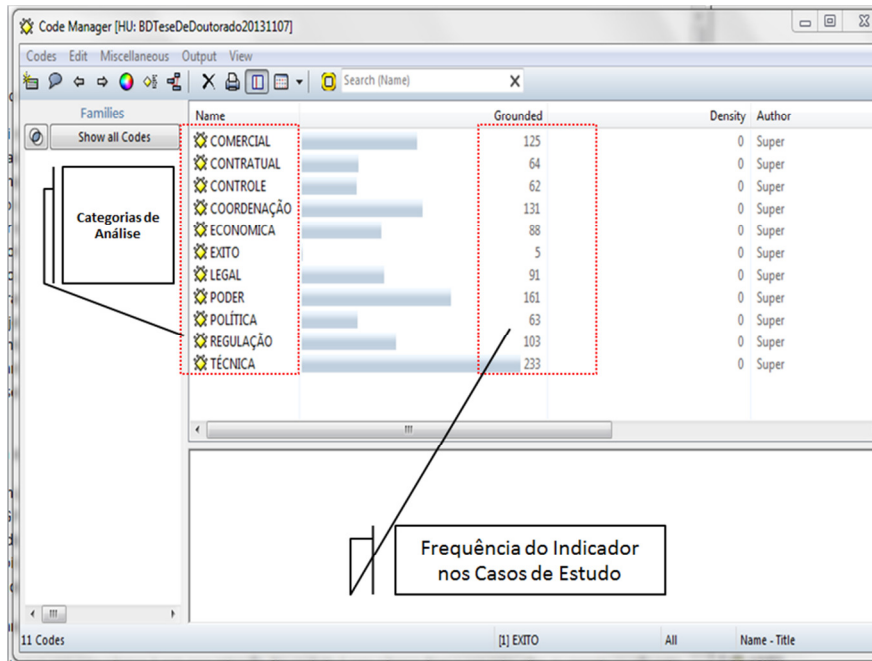 Code Manager [HU: BDTeseDeDoutorado20131107]
Codes Edit Miscellaneous Output View
Search (Name)
Families
Show all Codes
Name Grounded Density Author
COMERCIAL 125 0 Super
CONTRATUAL 64 0 Super
CONTROLE 62 0 Super
COORDENAÇÃO 131 0 Super
ECONOMICA 88 0 Super
EXITO 5 0 Super
LEGAL 91 0 Super
PODER 161 0 Super
POLÍTICA 63 0 Super
REGULAÇÃO 103 0 Super
TÉCNICA 233 0 Super
Categorias de
Análise
Frequência do Indicador
nos Casos de Estudo
11 Codes [1] EXITO All Name - Title